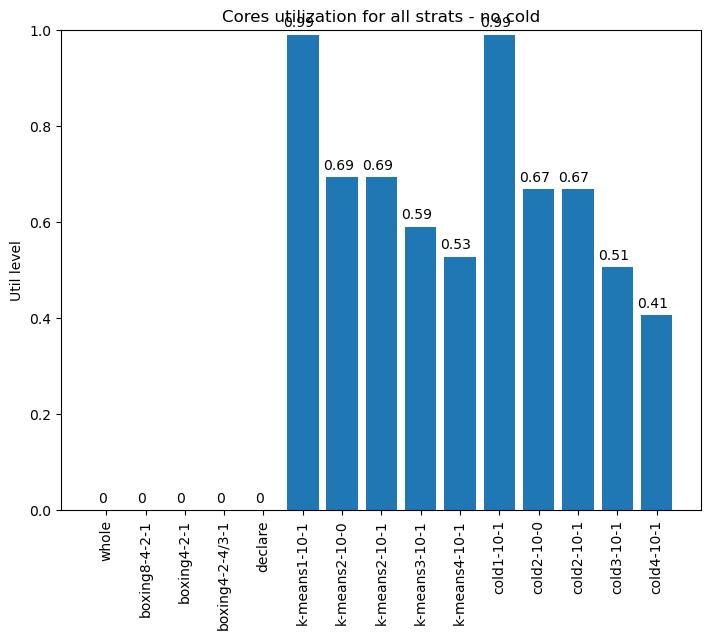 Cores utilization for all strats - no cold
0.99
0.99
1.0
0.8
0.6
0.4
0.2
0.0
Util level
0
0
0
0
0
0.69
0.69
0.59
0.53
0.67
0.67
0.51
0.41
whole
boxing8-4-2-1
boxing4-2-1
boxing4-2-4/3-1
declare
k-means1-10-1
k-means2-10-0
k-means2-10-1
k-means3-10-1
k-means4-10-1
cold1-10-1
cold2-10-0
cold2-10-1
cold3-10-1
cold4-10-1